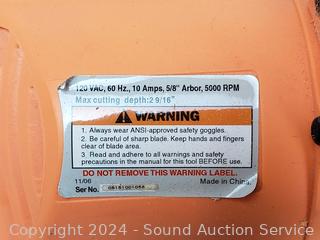 120 VAC, 60 Hz., 10 Amps, 5/8" Arbor, 5000 RPM
Max cutting depth:2 9/16"
WARNING
1. Always wear ANSI-approved safety goggles.
2. Be careful of sharp blade. Keep hands and fingers
clear of blade area.
3. Read and adhere to all warnings and safety
precautions in the manual for this tool BEFORE use.
DO NOT REMOVE THIS WARNING LABEL.
11/06
Made in China.
Ser No.
Copyright © 2024 - Sound Auction Service